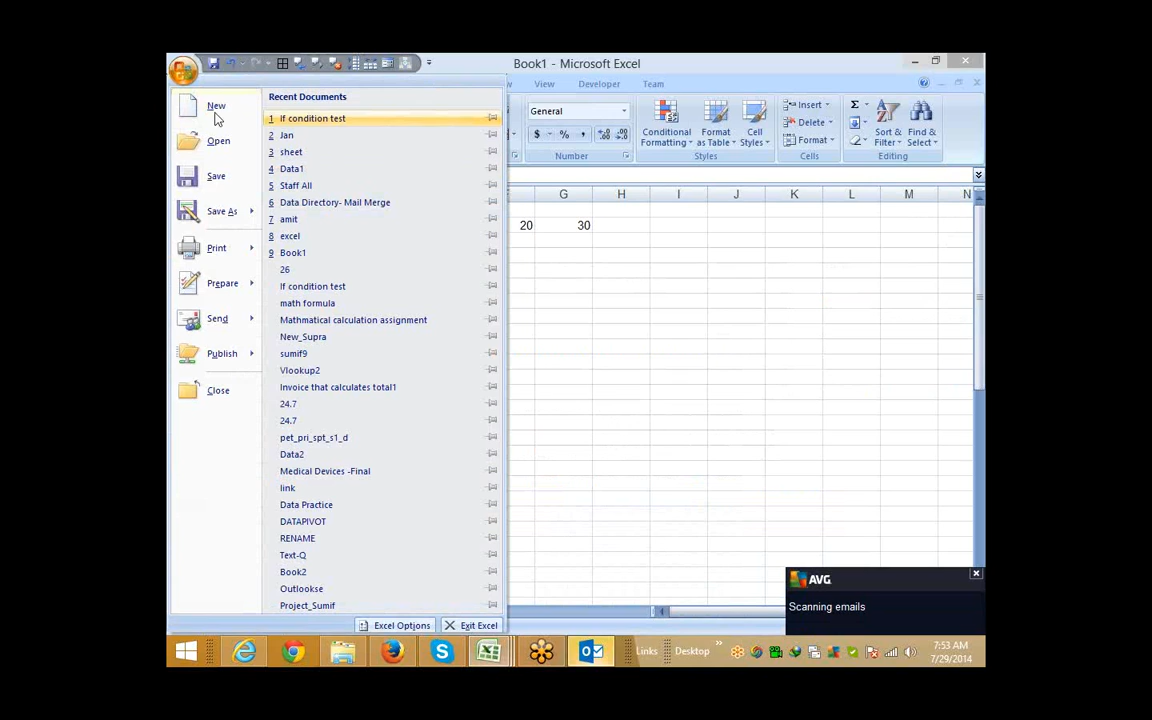 Book1 - Microsoft Excel
View Developer Team
New
Open
Save
Save As
Print
Prepare
Send
Publish
Close
Recent Documents
1 If condition test
2 Jan
3 sheet
4 Data1
5 Staff All
6 Data Directory- Mail Merge
7 amit
8 excel
9 Book1
26
If condition test
math formula
Mathmatical calculation assignment
New_Supra
sumif9
Vlookup2
Invoice that calculates total1
24.7
24.7
pet_pri_spt_s1_d
Data2
Medical Devices -Final
link
Data Practice
DATAPIVOT
RENAME
Text-Q
Book2
Outlookse
Project_Sumif
Excel Options
Exit Excel
General
$ % ,
Number
Conditional Formatting
Format as Table
Cell Styles
Styles
Insert
Delete
Format
Cells
Σ
Sort & Filter
Find & Select
Editing
G H I J K L M N
20 30
AVG
Scanning emails
Links
Desktop
7:53 AM
7/29/2014